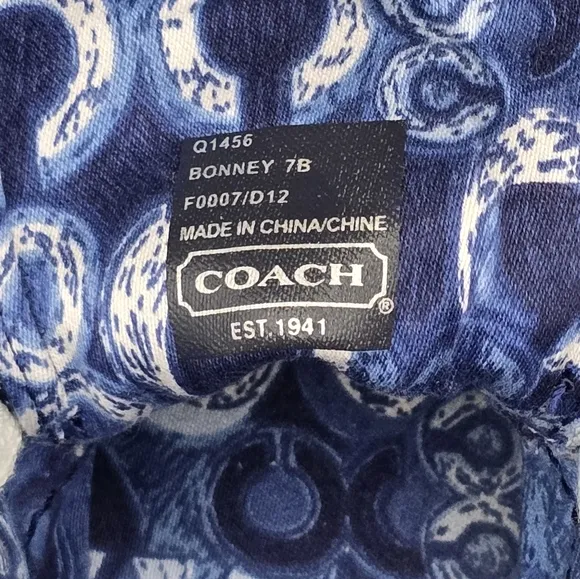 Q1456
BONNEY 7B
F0007/D12
MADE IN CHINA/CHINE
COACH®
EST.1941